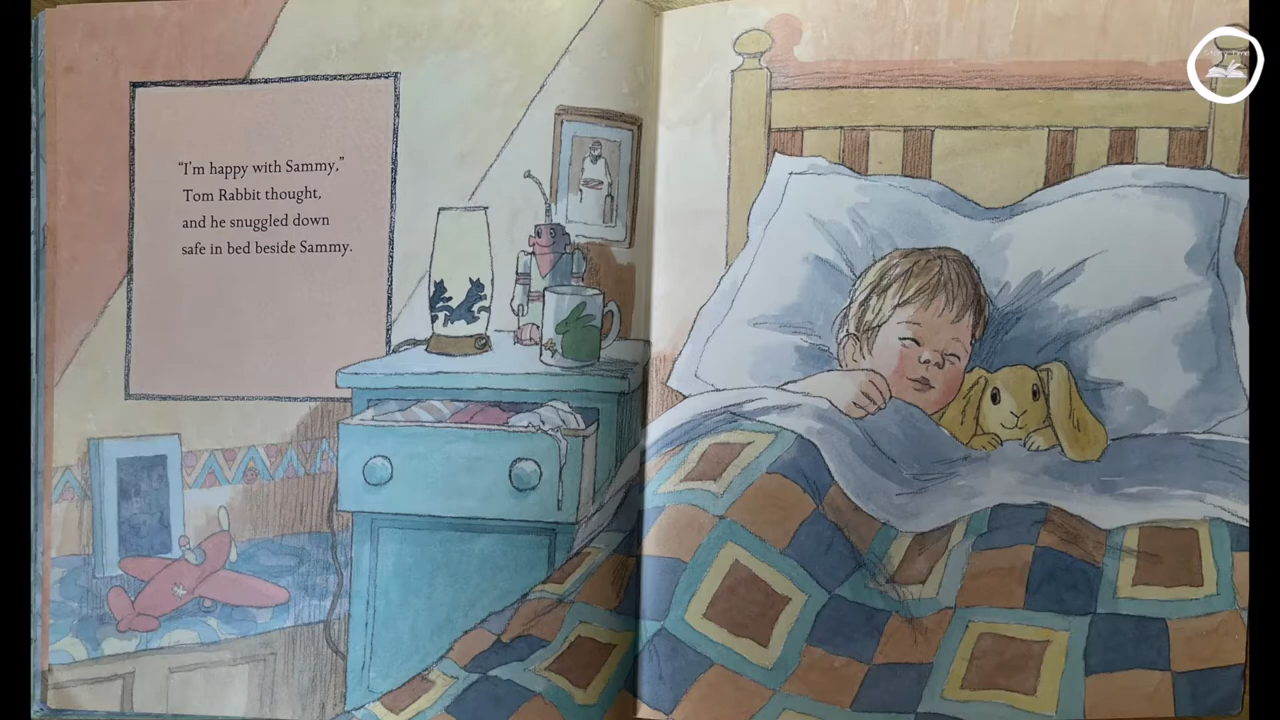 “I’m happy with Sammy,”
Tom Rabbit thought,
and he snuggled down
safe in bed beside Sammy.